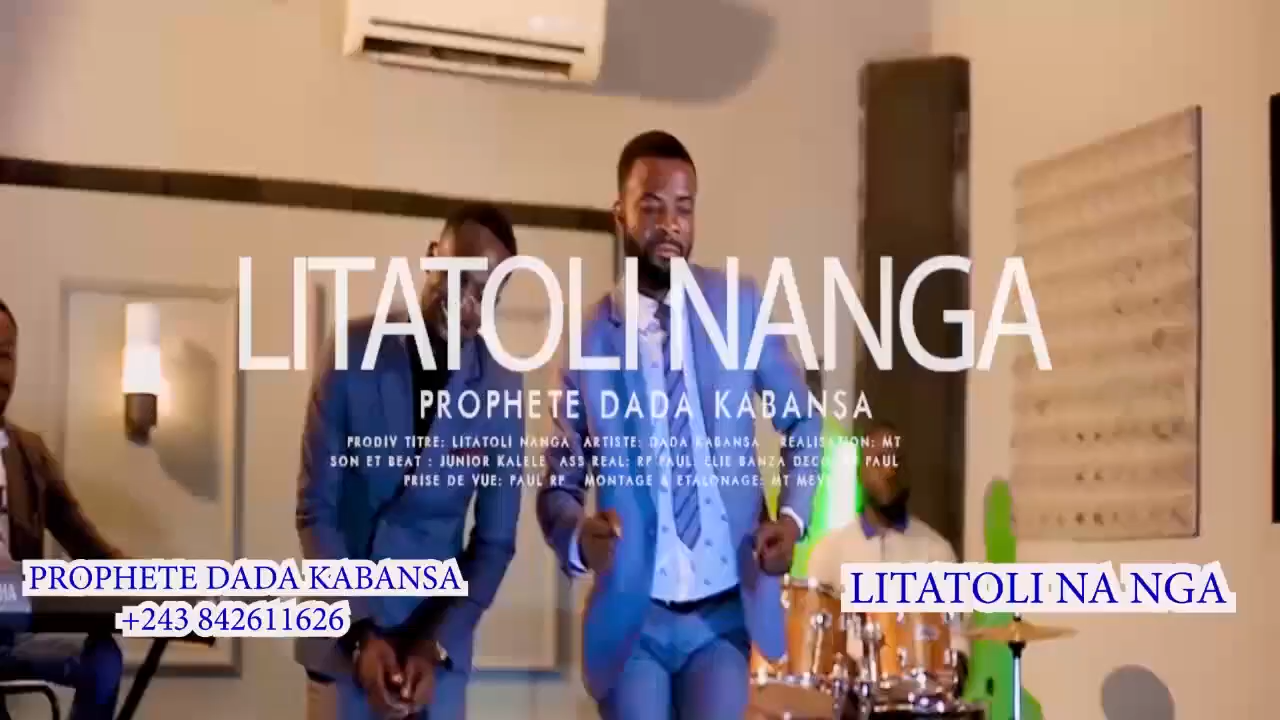 LITATOLI NANGA
PROPHETE DADA KABANSA
PRODIV TITRE: LITATOLI NANGA ARTISTE: DADA KABANSA REALISATION: MT
SON ET BEAT : JUNIOR KALELE ASS REAL: RP PAUL. ELIE BANZA DECO: PAUL
PRISE DE VUE: PAUL RP MONTAGE & ETALONAGE: MT
PROPHETE DADA KABANSA
+243 842611626
LITATOLI NA NGA